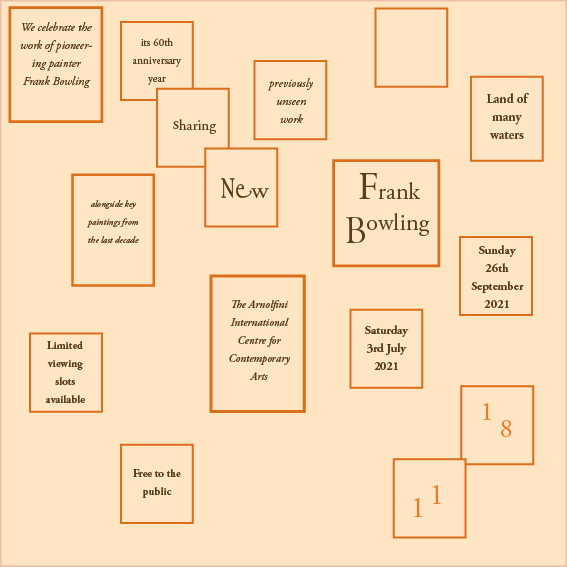 We celebrate the
work of pioneer-
ing painter
Frank Bowling
its 60th
anniversary
year
Sharing
New
previously
unseen
work
Land of
many
waters
alongside key
paintings from
the last decade
Frank
Bowling
Sunday
26th
September
2021
The Arnolfini
International
Centre for
Contemporary
Arts
Saturday
3rd July
2021
Limited
viewing
slots
available
Free to the
public
1
8
1
1